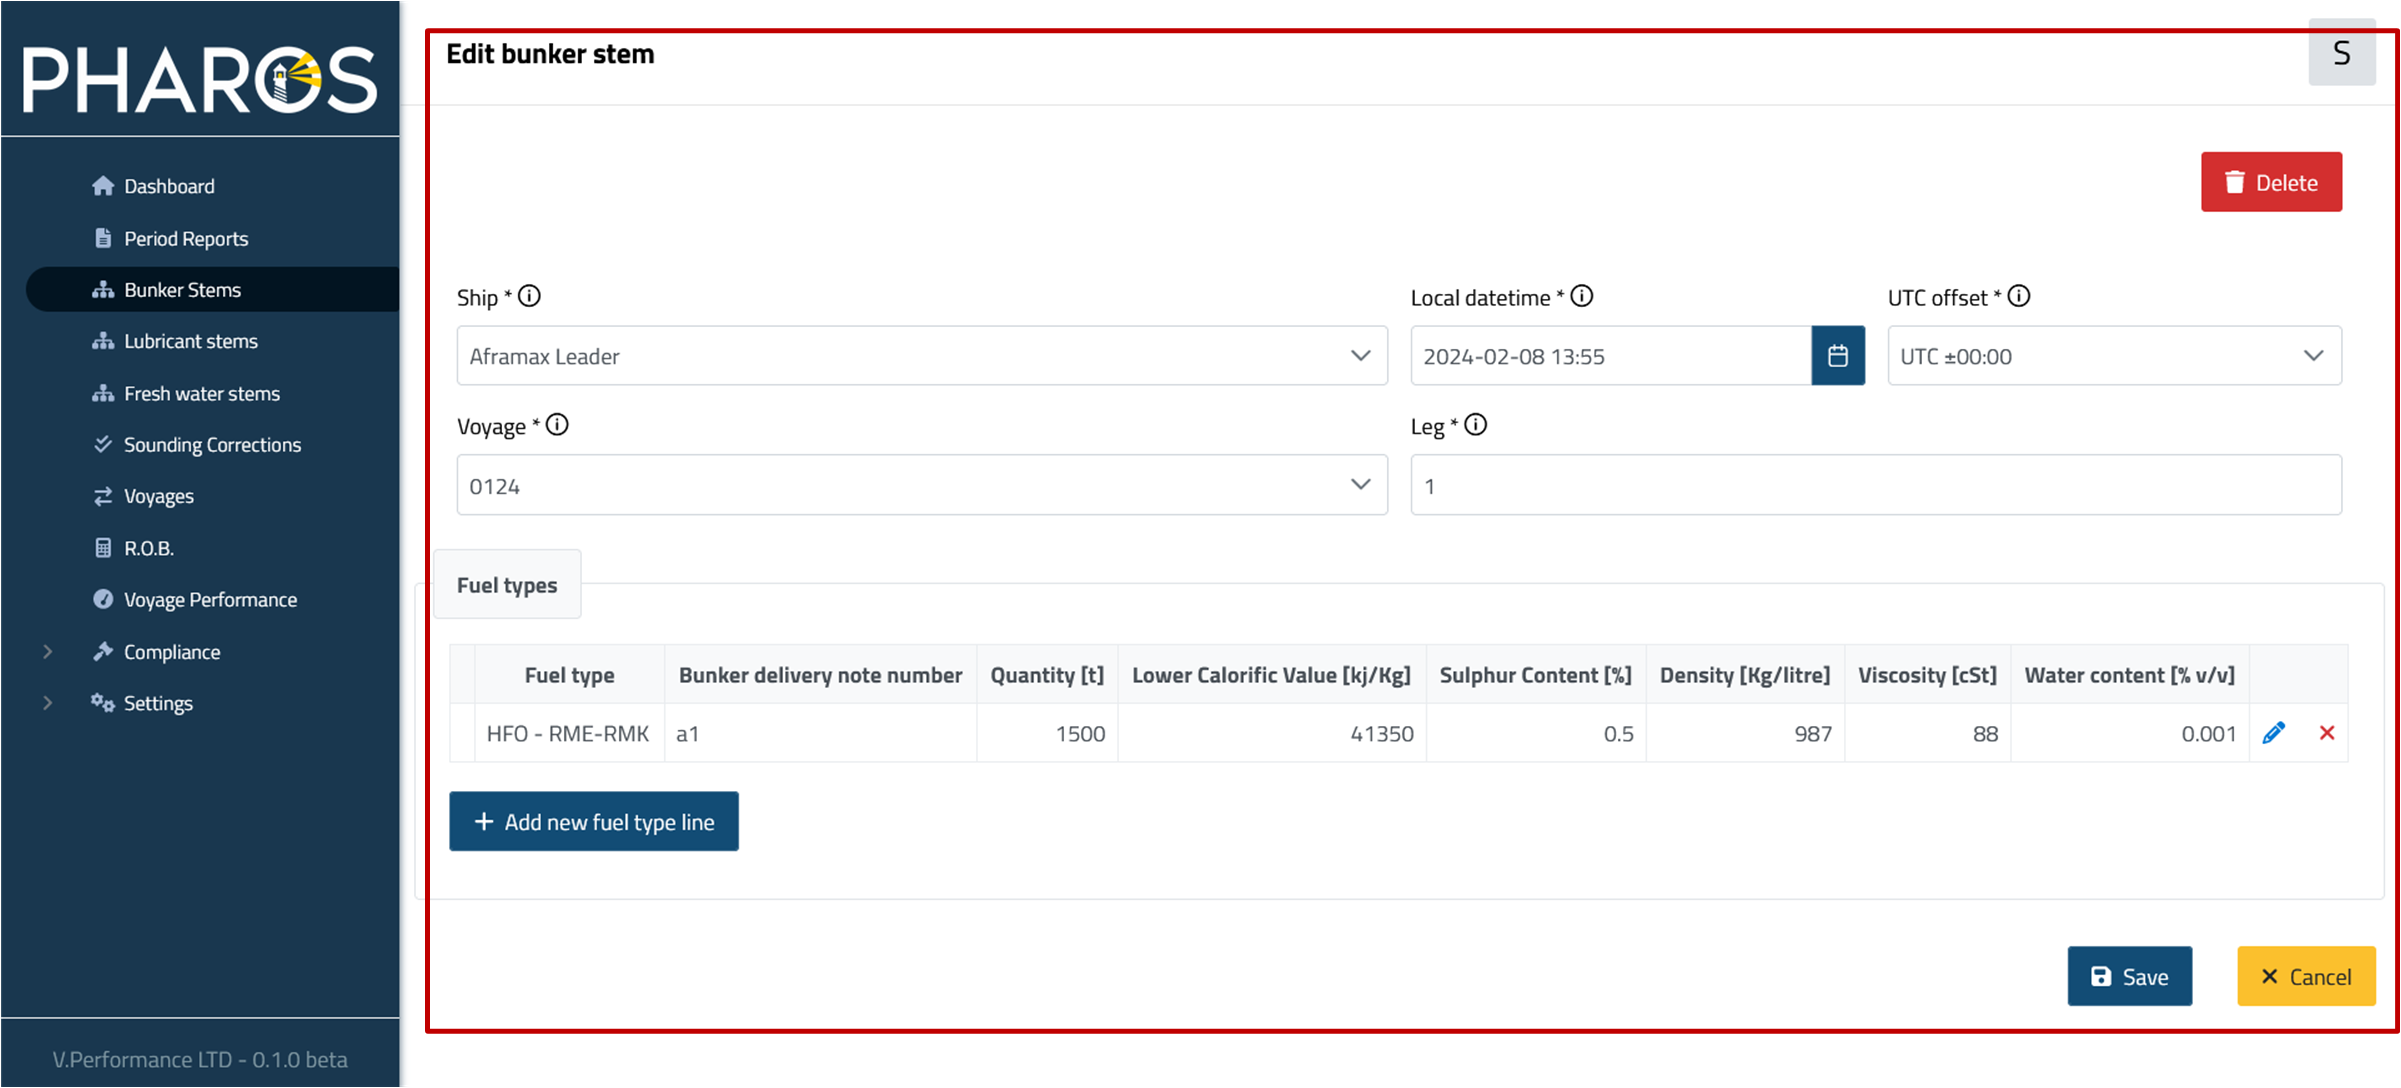 PHAROS
Dashboard
Period Reports
Bunker Stems
Lubricant stems
Fresh water stems
Sounding Corrections
Voyages
R.O.B.
Voyage Performance
Compliance
Settings
V.Performance LTD - 0.1.0 beta
Edit bunker stem
S
Delete
Ship * Local datetime * UTC offset *
Aframax Leader 2024-02-08 13:55 UTC ±00:00
Voyage * Leg *
0124 1
Fuel types
Fuel type Bunker delivery note number Quantity [t] Lower Calorific Value [kj/Kg] Sulphur Content [%] Density [Kg/litre] Viscosity [cSt] Water content [% v/v]
HFO - RME-RMK a1 1500 41350 0.5 987 88 0.001
+ Add new fuel type line
Save Cancel